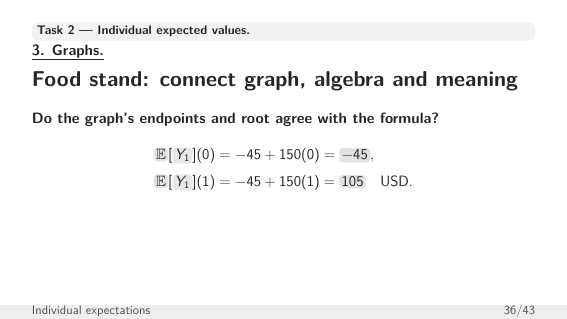 Task 2 — Individual expected values.
3. Graphs.
Food stand: connect graph, algebra and meaning
Do the graph's endpoints and root agree with the formula?
𝔼[Y₁](0) = −45 + 150(0) = −45,
𝔼[Y₁](1) = −45 + 150(1) = 105 USD.
Individual expectations
36/43